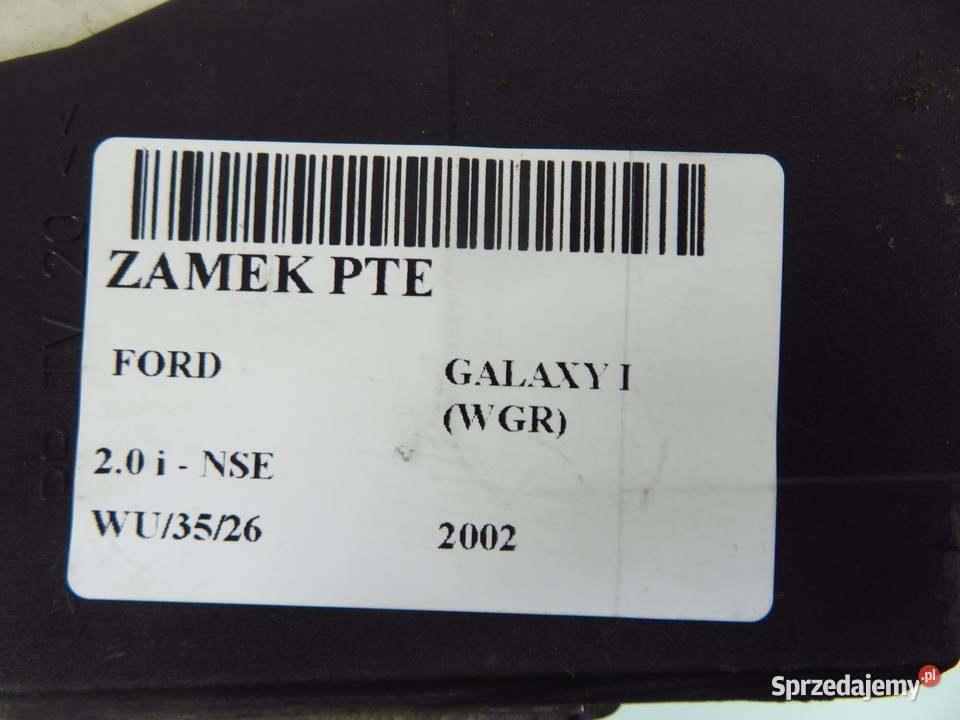 ZAMEK PTE
FORD
GALAXY I
(WGR)
2.0 i - NSE
WU/35/26
2002
Sprzedajemy.pl